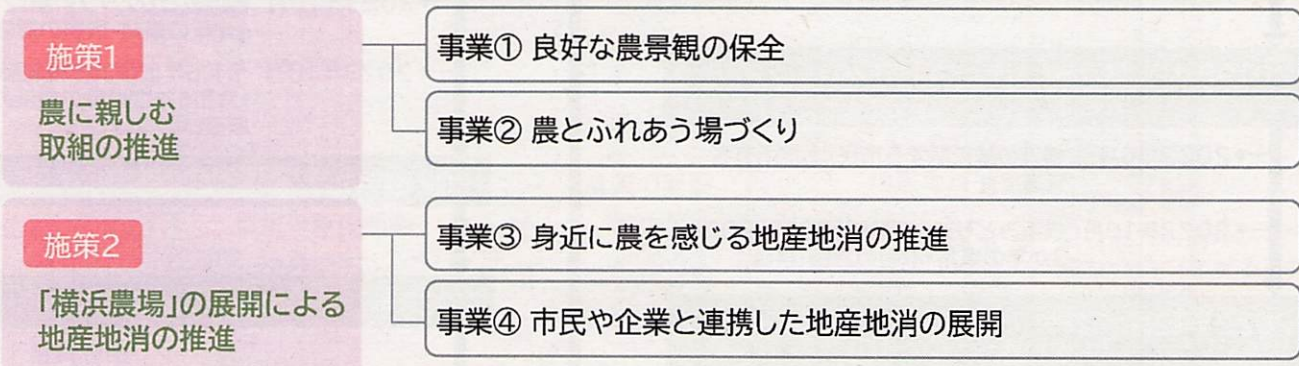 施策1
農に親しむ
取組の推進
事業① 良好な農景観の保全
事業② 農とふれあう場づくり
施策2
「横浜農場」の展開による
地産地消の推進
事業③ 身近に農を感じる地産地消の推進
事業④ 市民や企業と連携した地産地消の展開